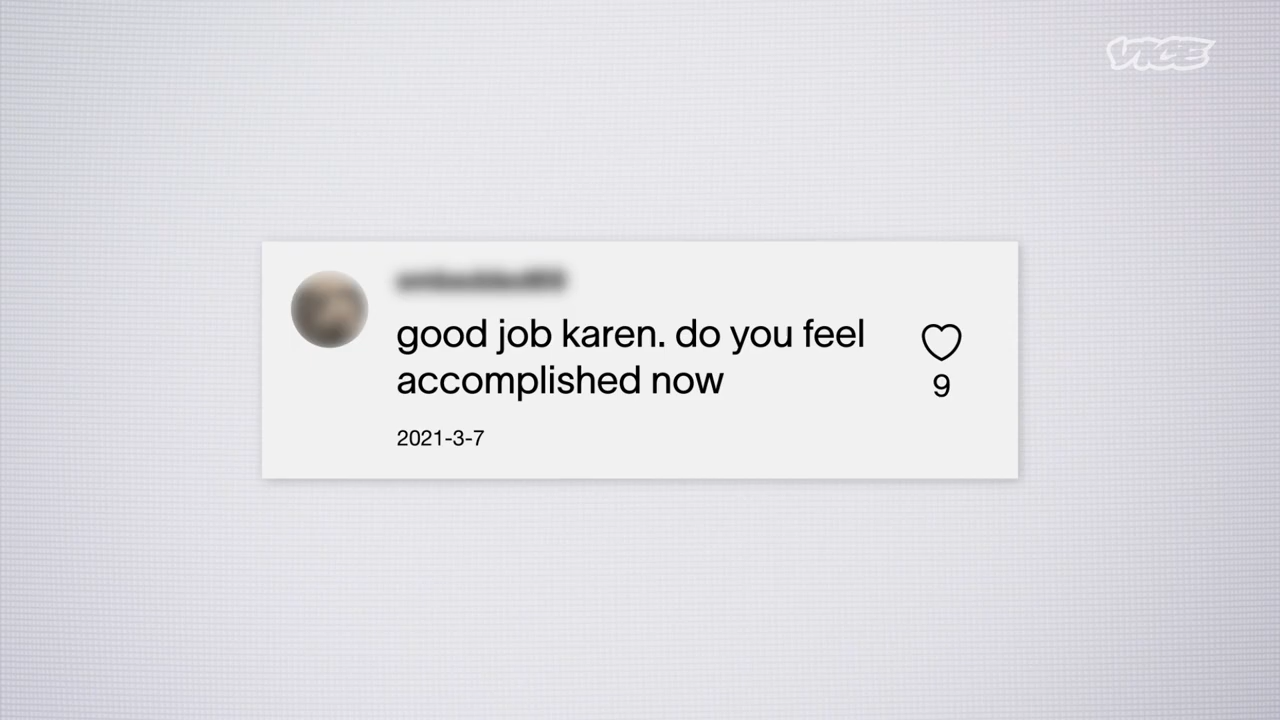 VICE
good job karen. do you feel
accomplished now
9
2021-3-7